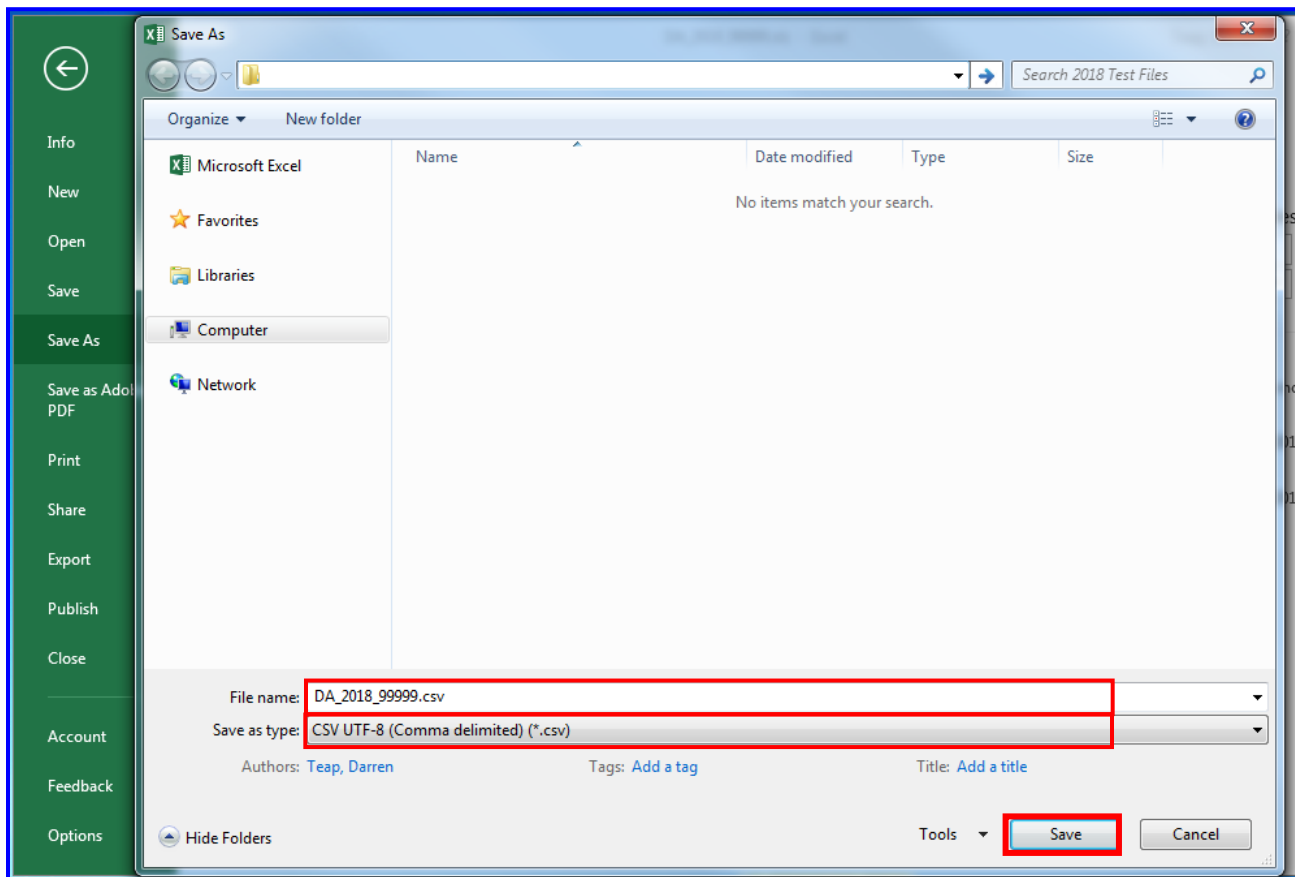 Save As
Search 2018 Test Files
Organize
New folder
Info
New
Open
Save
Save As
Save as Adol
PDF
Print
Share
Export
Publish
Close
Account
Feedback
Options
Microsoft Excel
Favorites
Libraries
Computer
Network
Name
Date modified
Type
Size
No items match your search.
File name: DA_2018_99999.csv
Save as type: CSV UTF-8 (Comma delimited) (*.csv)
Authors: Teap, Darren
Tags: Add a tag
Title: Add a title
Hide Folders
Tools
Save
Cancel